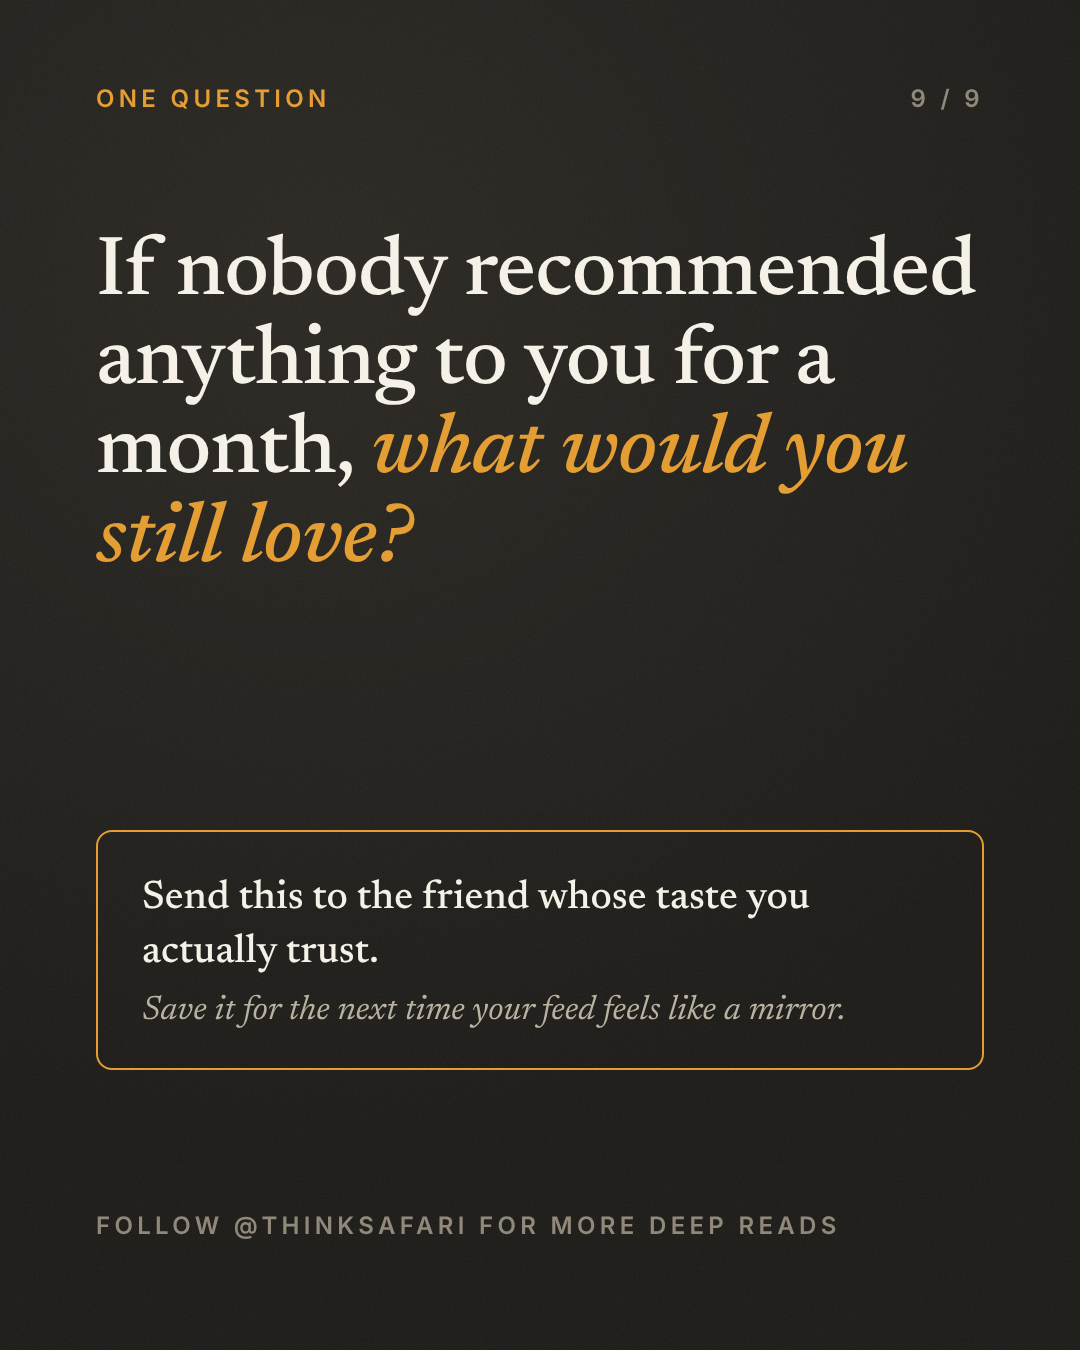 ONE QUESTION
9 / 9
If nobody recommended
anything to you for a
month, what would you
still love?
Send this to the friend whose taste you
actually trust.
Save it for the next time your feed feels like a mirror.
FOLLOW @THINKSAFARI FOR MORE DEEP READS